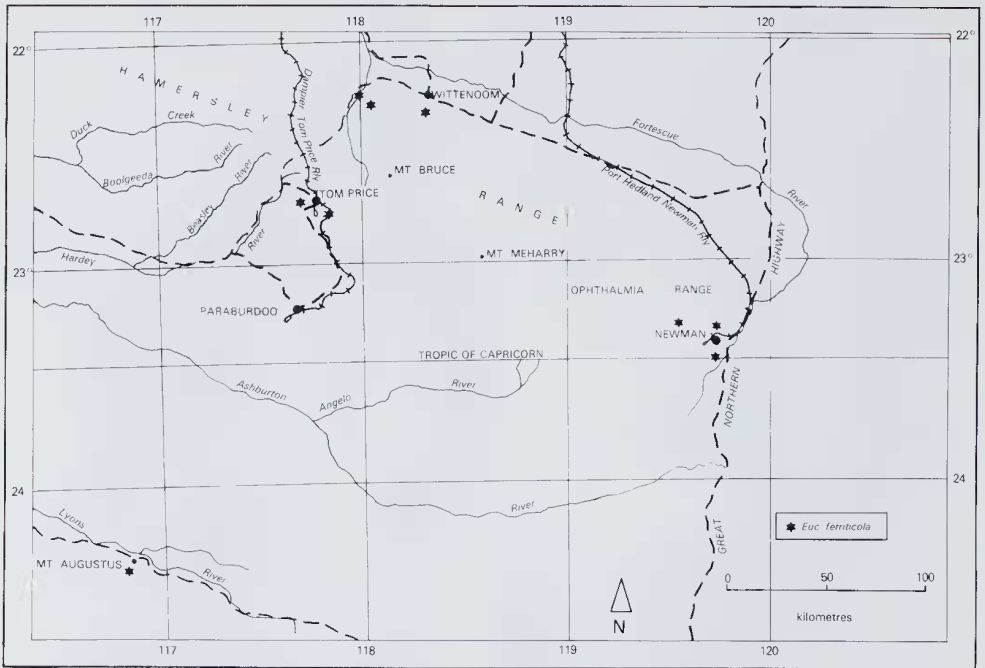 117 118 119 120
22° 22°
HAMERSLEY
Dampier Tom Price Rly
WITTENOOM
Duck Creek
Fortescue
River
Boolgeeda River
MT BRUCE
Port Hedland Newman Rly
TOM PRICE
RANGE
Beasley River
River
HIGHWAY
Hardey
MT MEHARRY
23° 23°
OPHTHALMIA RANGE
PARABURDOO
NEWMAN
TROPIC OF CAPRICORN
Ashburton
Angelo River
NORTHERN
24 24
River
Lyons
GREAT
Euc ferriticola
MT AUGUSTUS
River
0 50 100
kilometres
N
117 118 119 120